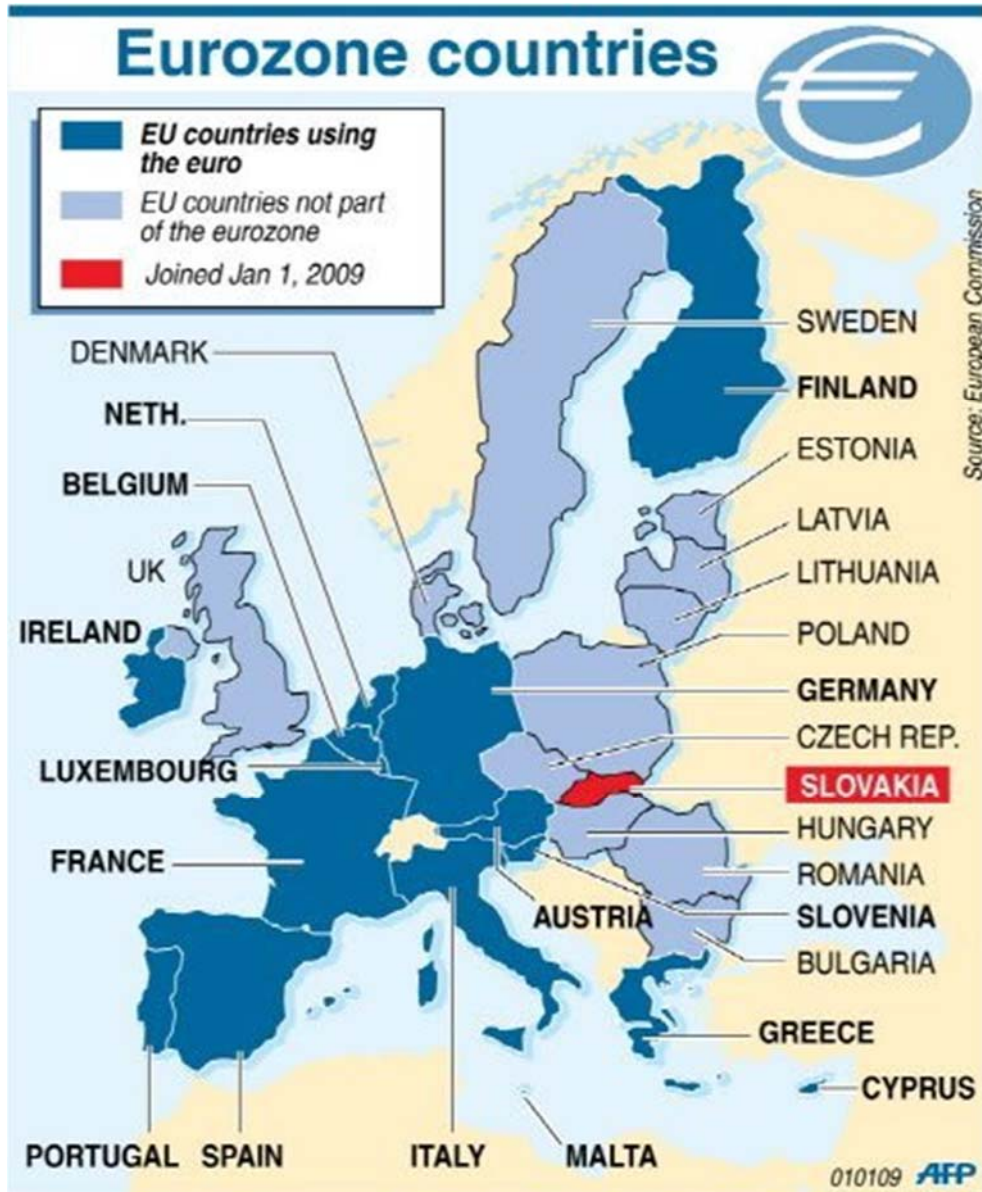 Eurozone countries
€
EU countries using
the euro
EU countries not part
of the eurozone
Joined Jan 1, 2009
Source: European Commission
DENMARK
NETH.
BELGIUM
UK
IRELAND
LUXEMBOURG
FRANCE
SWEDEN
FINLAND
ESTONIA
LATVIA
LITHUANIA
POLAND
GERMANY
CZECH REP.
SLOVAKIA
HUNGARY
ROMANIA
AUSTRIA
SLOVENIA
BULGARIA
GREECE
CYPRUS
PORTUGAL
SPAIN
ITALY
MALTA
010109 AFP